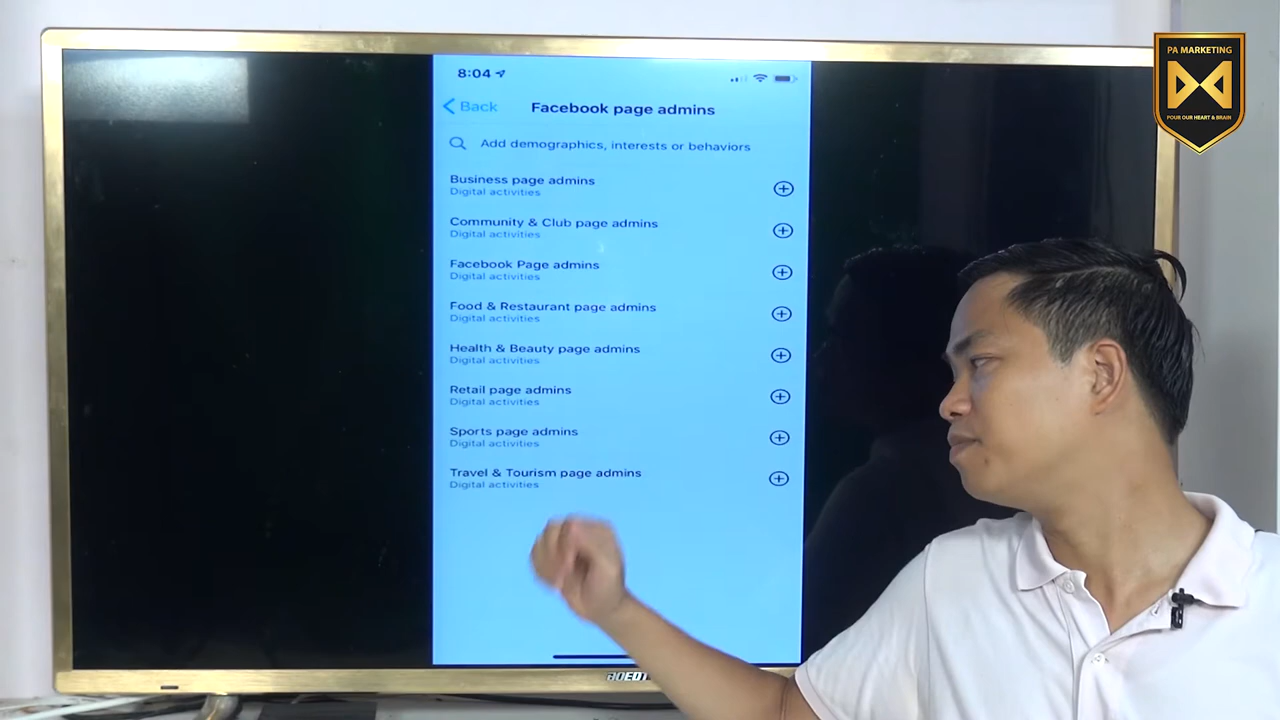 8:04
Back
Facebook page admins
Add demographics, interests or behaviors
Business page admins
Digital activities
Community & Club page admins
Digital activities
Facebook Page admins
Digital activities
Food & Restaurant page admins
Digital activities
Health & Beauty page admins
Digital activities
Retail page admins
Digital activities
Sports page admins
Digital activities
Travel & Tourism page admins
Digital activities
PA MARKETING
POUR OUR HEART & BRAIN